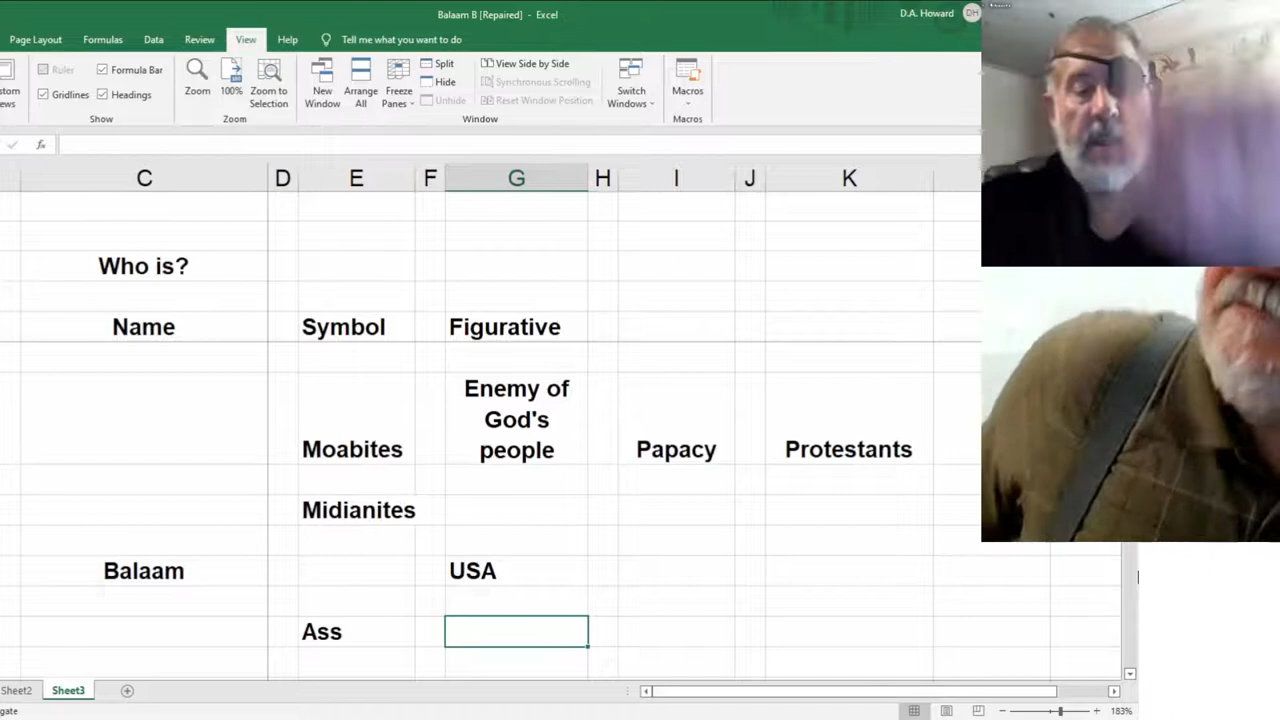 Balaam B [Repaired] - Excel
D.A. Howard
DH
Page Layout
Formulas
Data
Review
View
Help
Tell me what you want to do
Ruler
Formula Bar
Gridlines
Headings
Show
Zoom
100%
Zoom to Selection
Zoom
New Window
Arrange All
Freeze Panes
Split
Hide
Unhide
View Side by Side
Synchronous Scrolling
Reset Window Position
Switch Windows
Window
Macros
Macros
fx
C D E F G H I J K
Who is?
Name Symbol Figurative
Enemy of
God's
Moabites people Papacy Protestants
Midianites
Balaam USA
Ass
Sheet2 Sheet3
183%